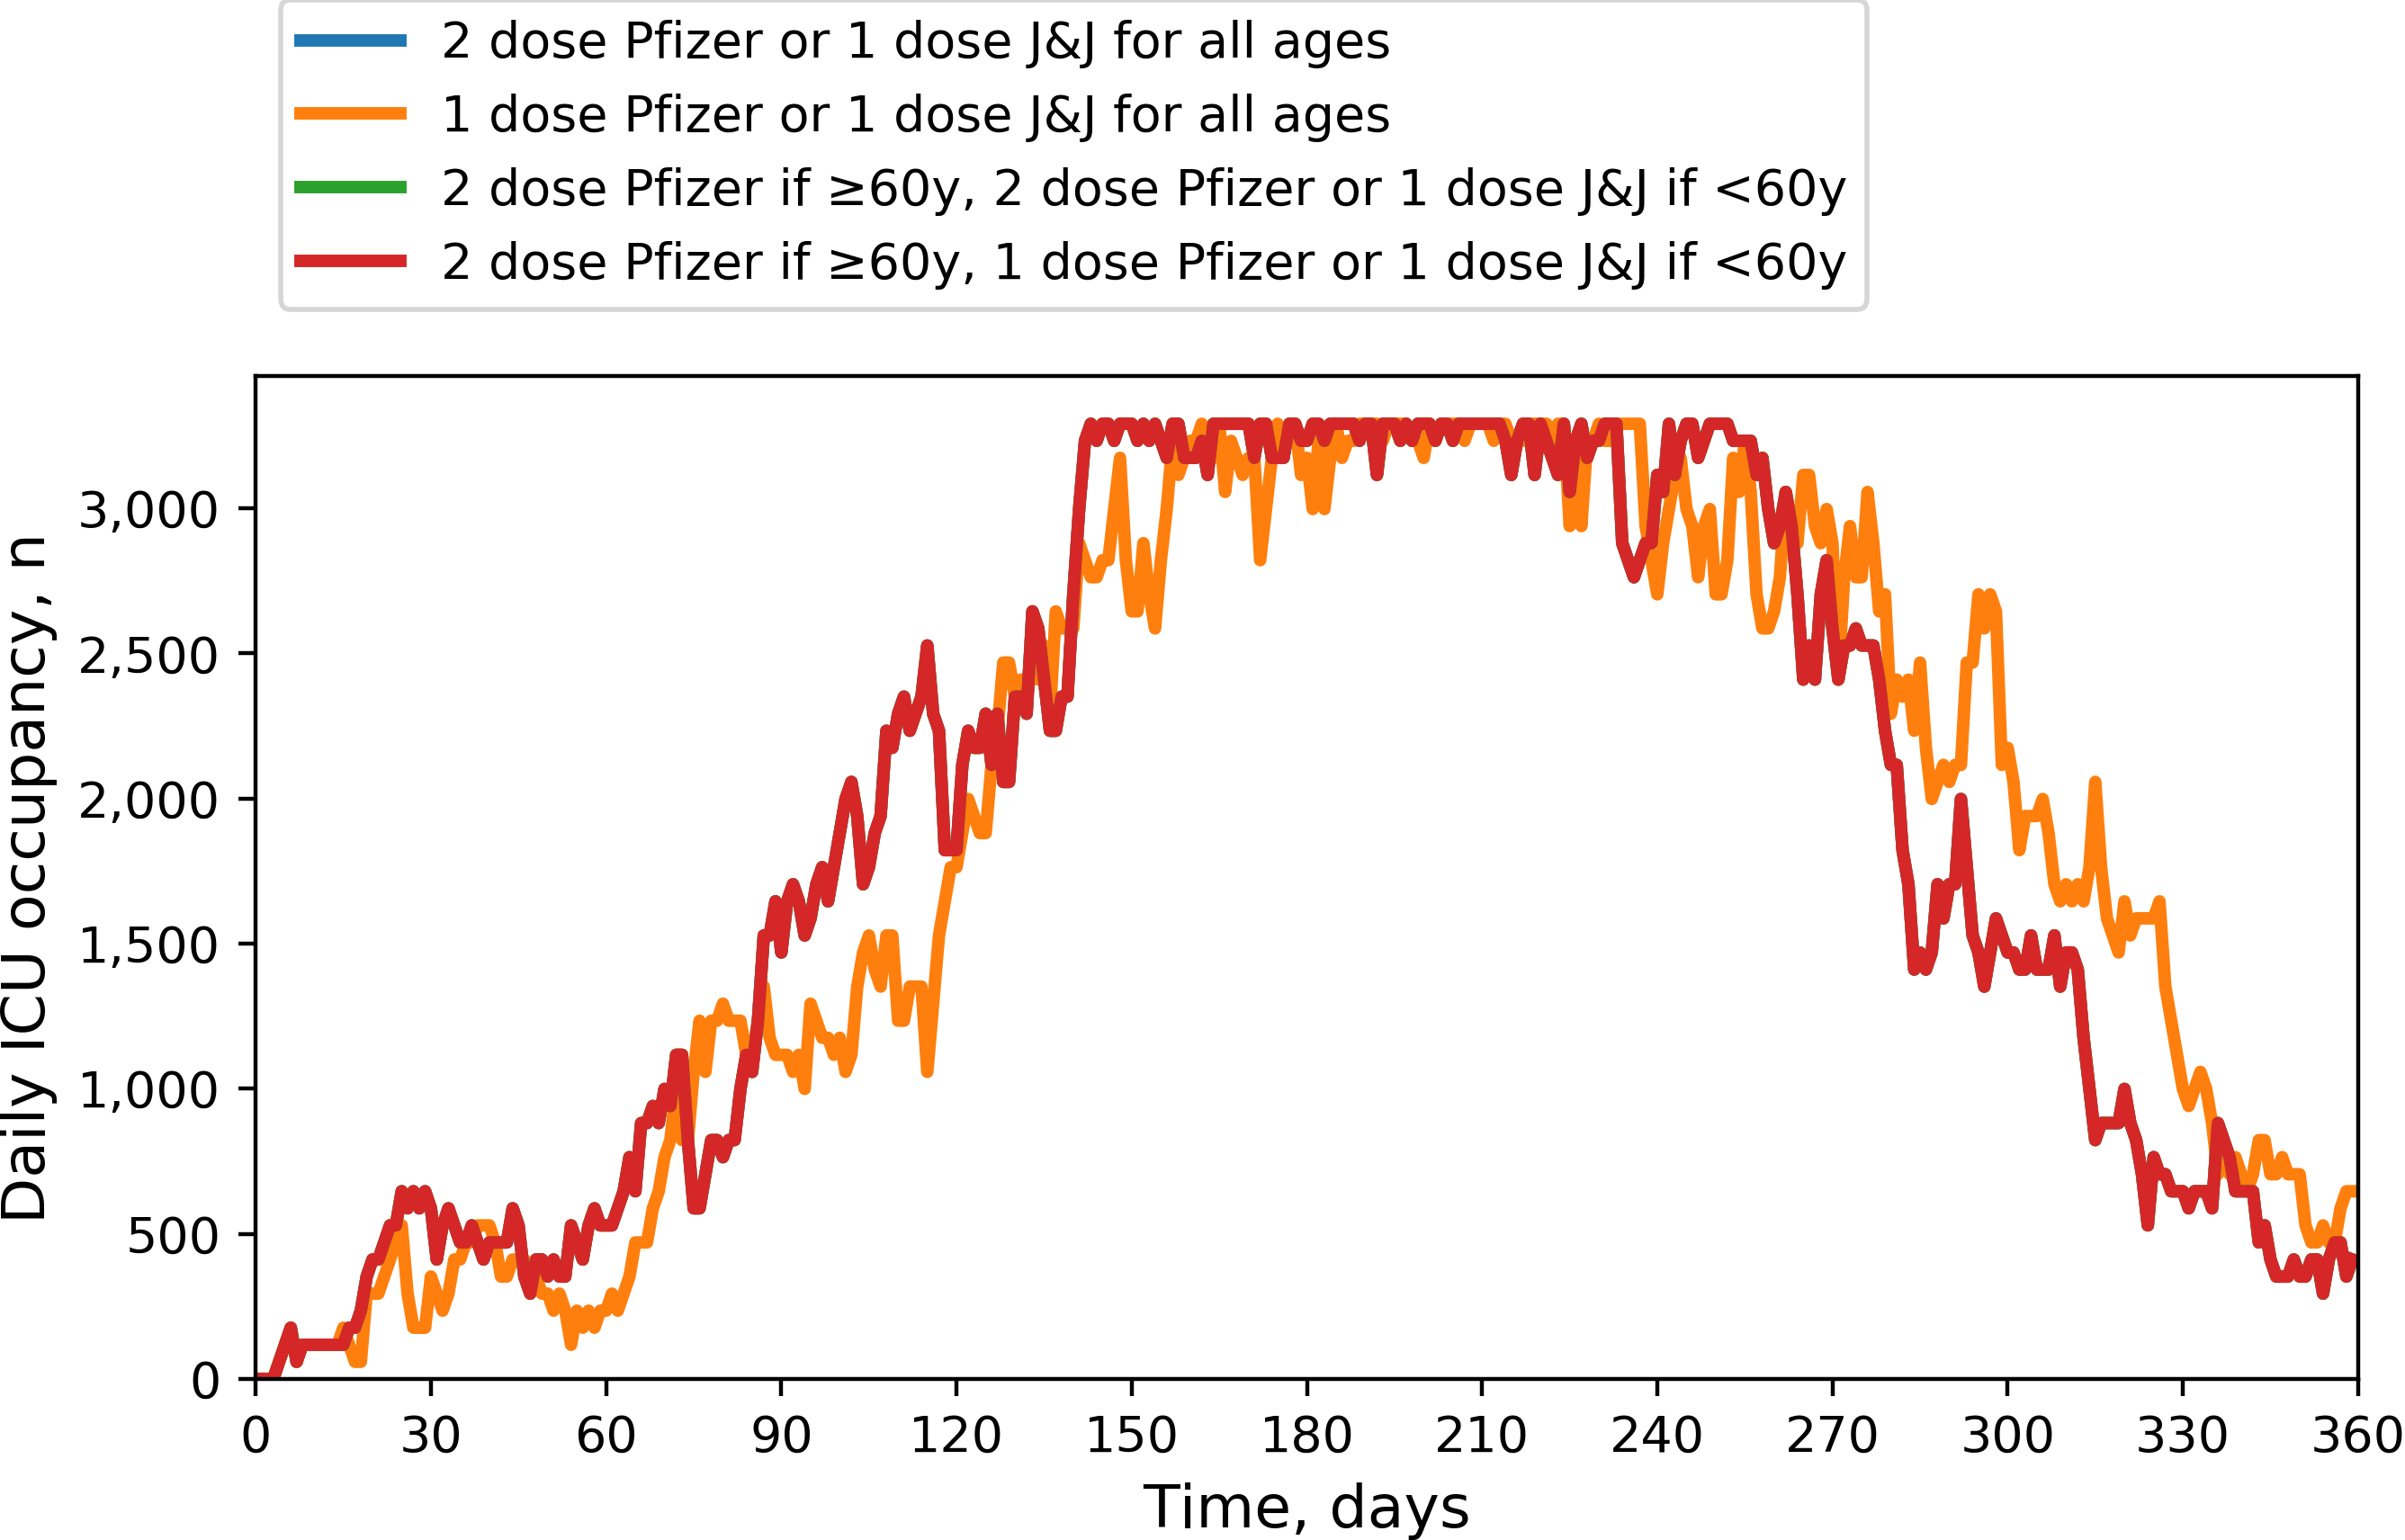 2 dose Pfizer or 1 dose J&J for all ages
1 dose Pfizer or 1 dose J&J for all ages
2 dose Pfizer if ≥60y, 2 dose Pfizer or 1 dose J&J if <60y
2 dose Pfizer if ≥60y, 1 dose Pfizer or 1 dose J&J if <60y
Daily ICU occupancy, n
3,000
2,500
2,000
1,500
1,000
500
0
0 30 60 90 120 150 180 210 240 270 300 330 360
Time, days